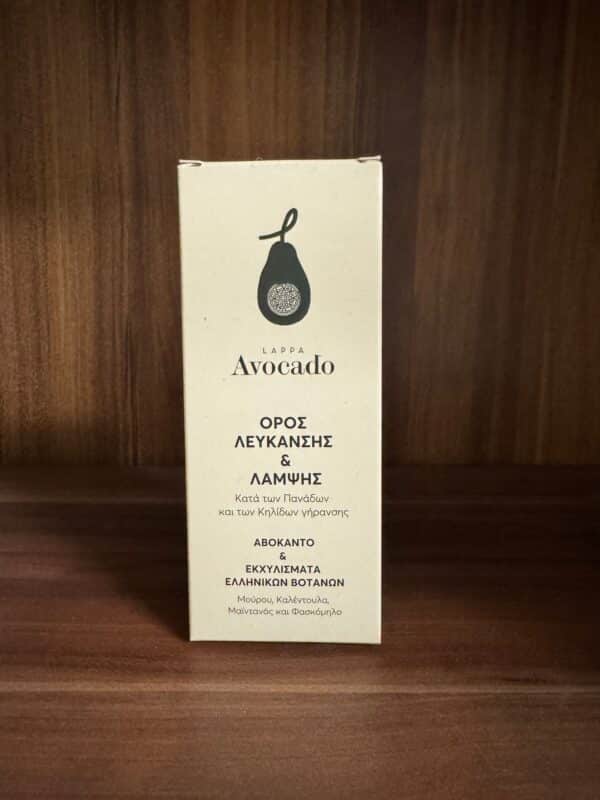 LAPPA
Avocado
ΟΡΟΣ
ΛΕΥΚΑΝΣΗΣ
&
ΛΑΜΨΗΣ
Κατά των Πανάδων
και των Κηλίδων γήρανσης
ΑΒΟΚΑΝΤΟ
&
ΕΚΧΥΛΙΣΜΑΤΑ
ΕΛΛΗΝΙΚΩΝ ΒΟΤΑΝΩΝ
Μούρου, Καλέντουλα,
Μαϊντανός και Φασκόμηλο